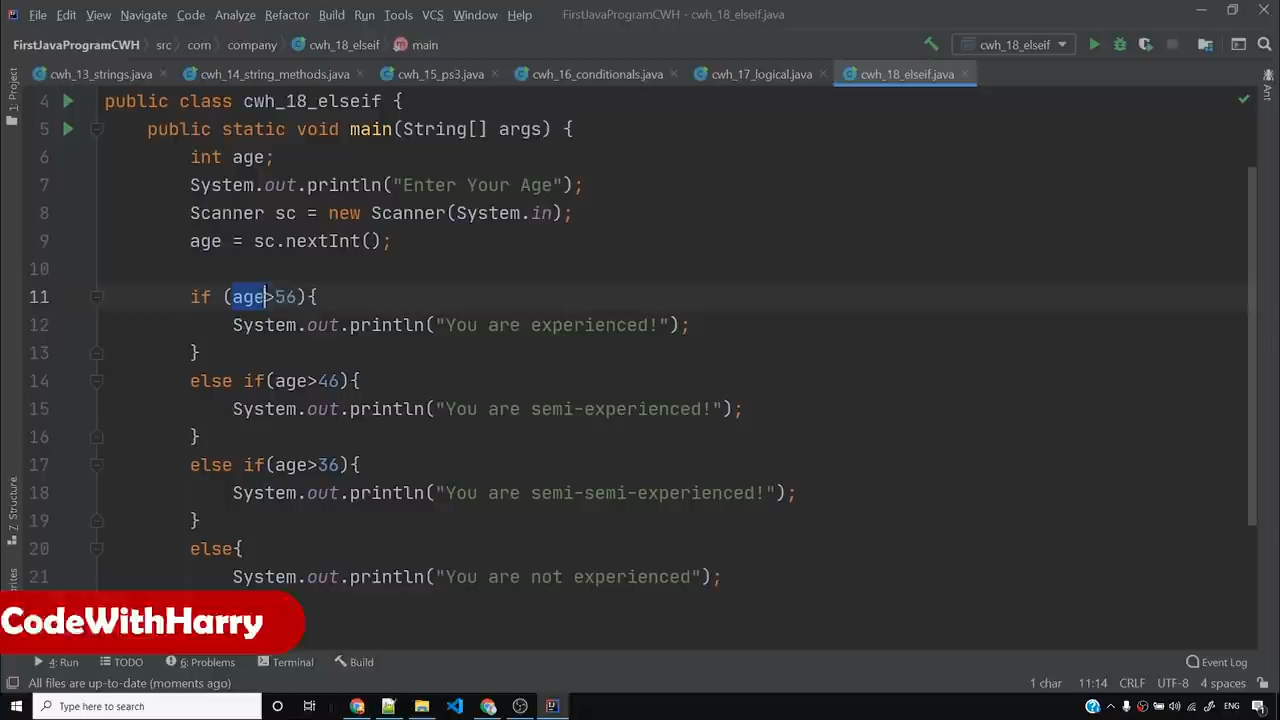 File Edit View Navigate Code Analyze Refactor Build Run Tools VCS Window Help FirstJavaProgramCWH - cwh_18_elseif.java
FirstJavaProgramCWH src com company cwh_18_elseif main cwh_18_elseif
cwh_13_strings.java cwh_14_string_methods.java cwh_15_ps3.java cwh_16_conditionals.java cwh_17_logical.java cwh_18_elseif.java
1: Project
Ant
4 public class cwh_18_elseif {
5 public static void main(String[] args) {
6 int age;
7 System.out.println("Enter Your Age");
8 Scanner sc = new Scanner(System.in);
9 age = sc.nextInt();
10
11 if (age>56){
12 System.out.println("You are experienced!");
13 }
14 else if(age>46){
15 System.out.println("You are semi-experienced!");
16 }
17 else if(age>36){
18 System.out.println("You are semi-semi-experienced!");
19 }
20 else{
21 System.out.println("You are not experienced");
Z: Structure
CodeWithHarry
4: Run TODO 6: Problems Terminal Build Event Log
All files are up-to-date (moments ago) 1 char 11:14 CRLF UTF-8 4 spaces
Type here to search ENG